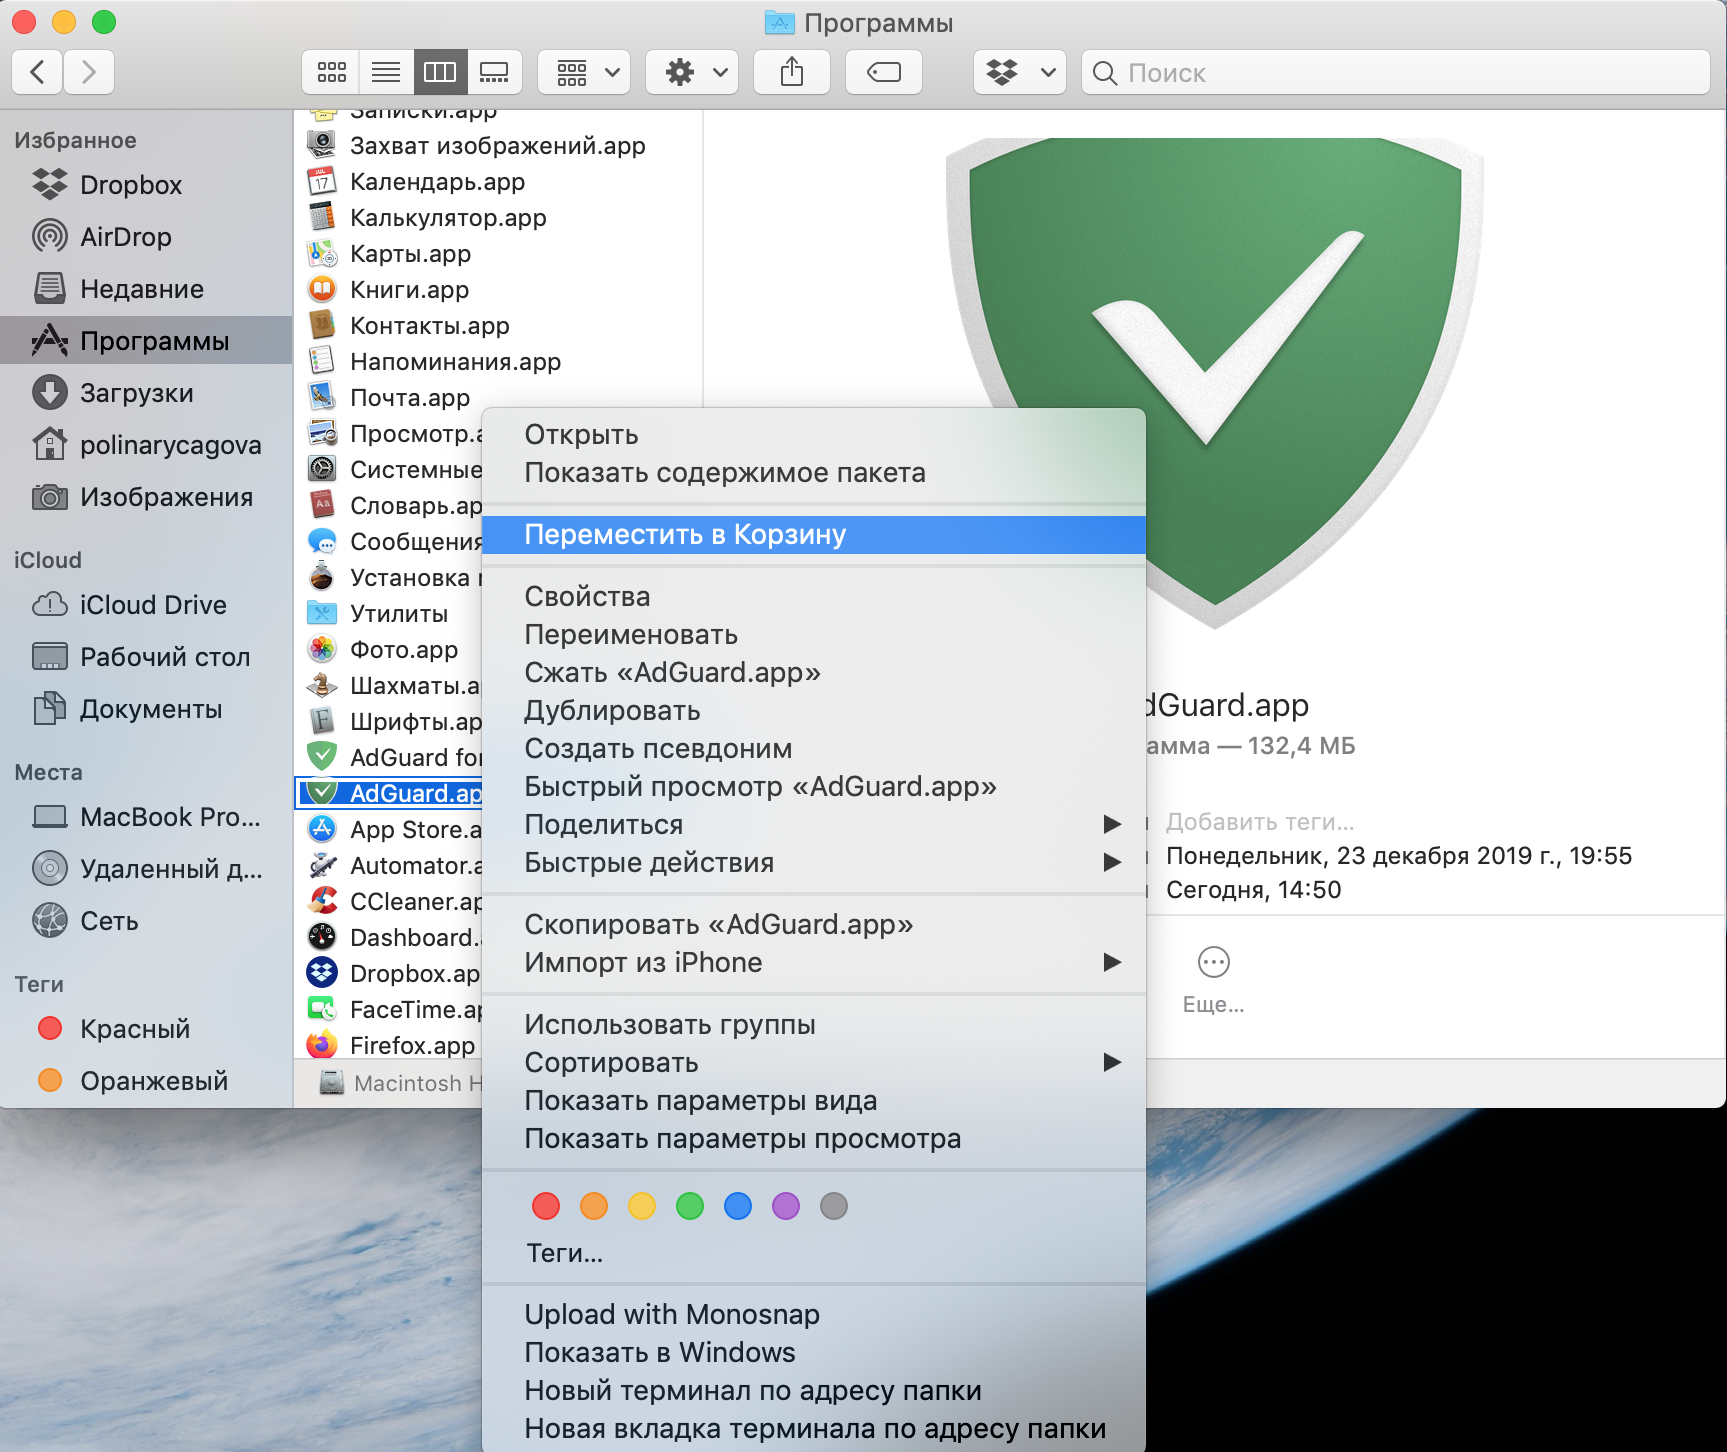 Программы
Поиск
Избранное
Dropbox
AirDrop
Недавние
Программы
Загрузки
polinarycagova
Изображения
iCloud
iCloud Drive
Рабочий стол
Документы
Места
MacBook Pro...
Удаленный д...
Сеть
Теги
Красный
Оранжевый
Записки.app
Захват изображений.app
Календарь.app
JUL
17
Калькулятор.app
Карты.app
Книги.app
Контакты.app
Напоминания.app
Почта.app
Просмотр.a
Системные
Словарь.ap
Aa
Сообщения
Установка
Утилиты
Фото.app
Шахматы.a
Шрифты.ap
F
AdGuard for
AdGuard.ap
App Store.a
Automator.a
CCleaner.ap
Dashboard.
Dropbox.ap
FaceTime.ap
Firefox.app
Macintosh H
Открыть
Показать содержимое пакета
Переместить в Корзину
Свойства
Переименовать
Сжать «AdGuard.app»
Дублировать
Создать псевдоним
Быстрый просмотр «AdGuard.app»
Поделиться
Быстрые действия
Скопировать «AdGuard.app»
Импорт из iPhone
Использовать группы
Сортировать
Показать параметры вида
Показать параметры просмотра
Теги...
Upload with Monosnap
Показать в Windows
Новый терминал по адресу папки
Новая вкладка терминала по адресу папки
dGuard.app
амма — 132,4 МБ
Добавить теги...
Понедельник, 23 декабря 2019 г., 19:55
Сегодня, 14:50
Еще...